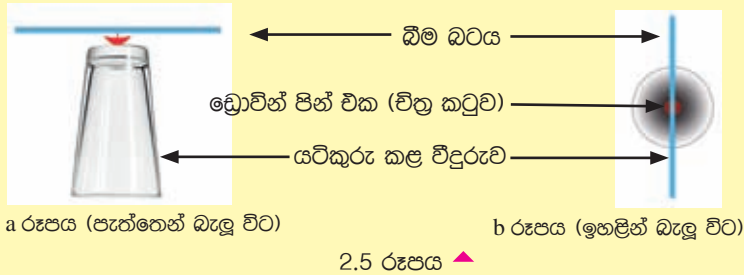 බීම බටය
ඩ්‍රොවින් පින් එක (චිත්‍ර කටුව)
යටිකුරු කළ වීදුරුව
a රූපය (පැත්තෙන් බැලූ විට)
b රූපය (ඉහළින් බැලූ විට)
2.5 රූපය